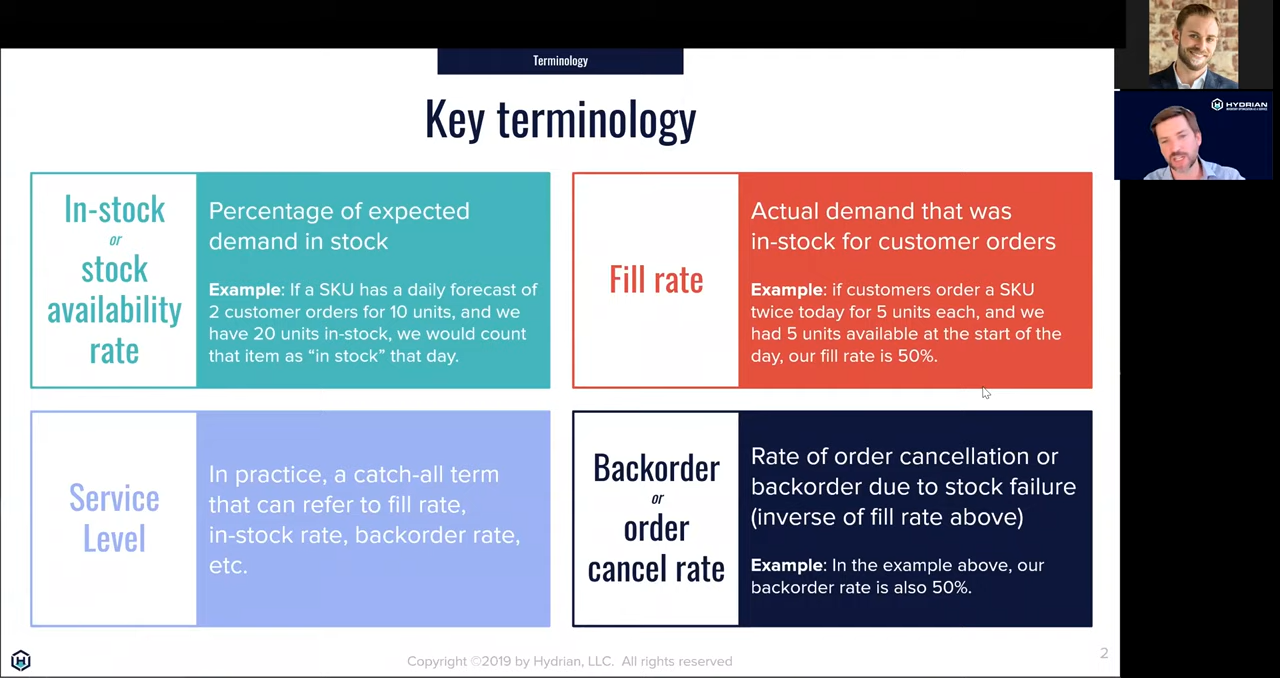 Terminology
Key terminology
In-stock
or
stock
availability
rate
Percentage of expected
demand in stock
Example: If a SKU has a daily forecast of
2 customer orders for 10 units, and we
have 20 units in-stock, we would count
that item as “in stock” that day.
Fill rate
Actual demand that was
in-stock for customer orders
Example: if customers order a SKU
twice today for 5 units each, and we
had 5 units available at the start of the
day, our fill rate is 50%.
Service
Level
In practice, a catch-all term
that can refer to fill rate,
in-stock rate, backorder rate,
etc.
Backorder
or
order
cancel rate
Rate of order cancellation or
backorder due to stock failure
(inverse of fill rate above)
Example: In the example above, our
backorder rate is also 50%.
Copyright ©2019 by Hydrian, LLC. All rights reserved
2
HYDRIAN